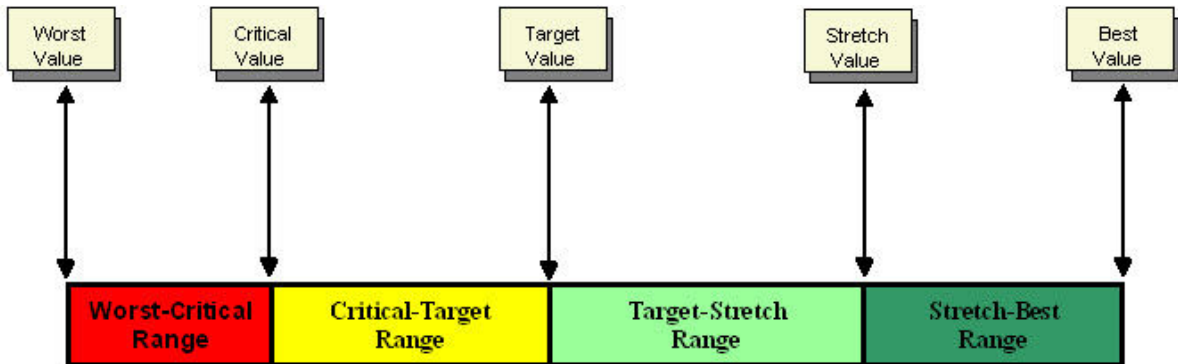 Worst
Value
Critical
Value
Target
Value
Stretch
Value
Best
Value
Worst-Critical
Range
Critical-Target
Range
Target-Stretch
Range
Stretch-Best
Range